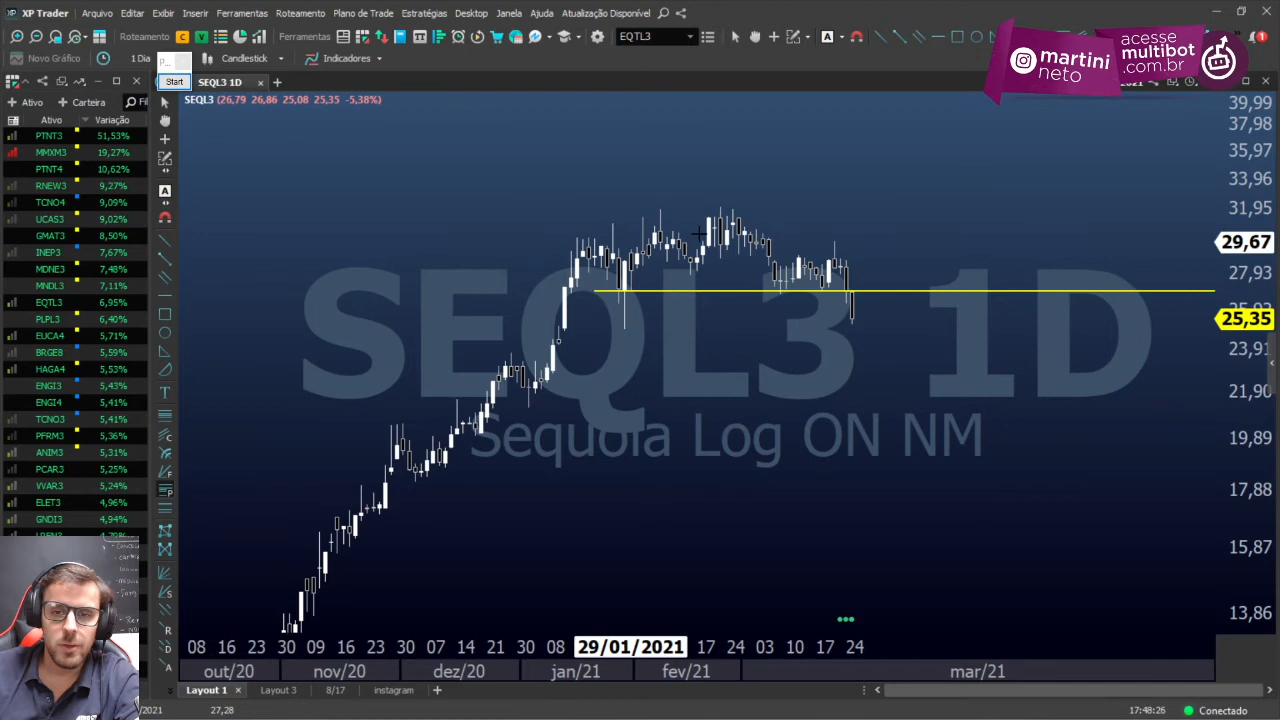 XP Trader Arquivo Editar Exibir Inserir Ferramentas Roteamento Plano de Trade Estratégias Desktop Janela Ajuda Atualização Disponível
Roteamento C V Ferramentas EQTL3
Novo Gráfico 1 Dia Candlestick Indicadores
P...
Start
martini
neto
acesse
multibot
.com.br
SEQL3 1D
Ativo Carteira
SEQL3 (26,79 26,86 25,08 25,35 -5,38%)
Ativo Variação
PTNT3 51,53%
MMXM3 19,27%
PTNT4 10,62%
RNEW3 9,27%
TCNO4 9,09%
UCAS3 9,02%
GMAT3 8,50%
INEP3 7,67%
MDNE3 7,48%
MNDL3 7,11%
EQTL3 6,95%
PLPL3 6,40%
EUCA4 5,71%
BRGE8 5,59%
HAGA4 5,53%
ENGI3 5,43%
ENGI4 5,41%
TCNO3 5,41%
PFRM3 5,36%
ANIM3 5,31%
PCAR3 5,25%
VVAR3 5,24%
ELET3 4,96%
GNDI3 4,94%
SEQL3 1D
Sequoia Log ON NM
39,99
37,98
35,97
33,96
31,95
29,67
27,93
25,35
23,91
21,90
19,89
17,88
15,87
13,86
08 16 23 30 09 16 23 30 07 14 21 30 08 29/01/2021 17 24 03 10 17 24
out/20 nov/20 dez/20 jan/21 fev/21 mar/21
Layout 1 Layout 3 8/17 instagram
/2021 27,28 17:48:26 Conectado